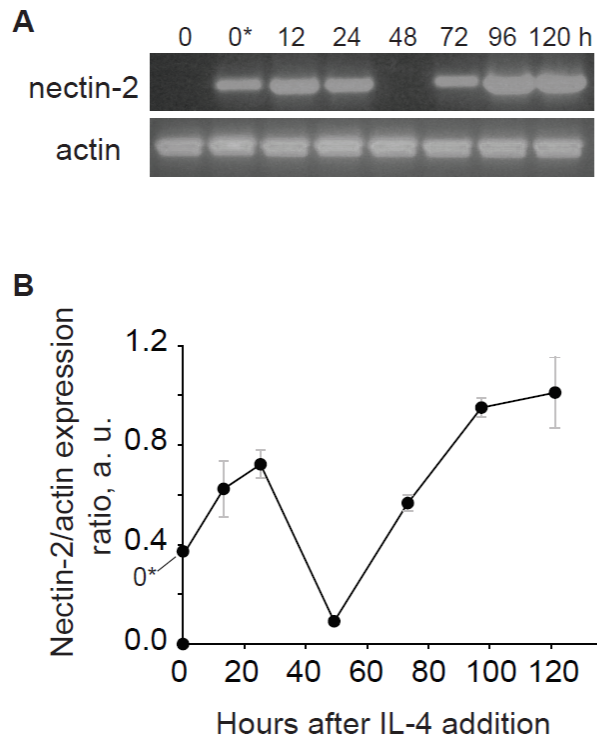 A
0 0* 12 24 48 72 96 120 h
nectin-2
actin
B
Nectin-2/actin expression
ratio, a. u.
1.2
0.8
0.4
0*
0.0
0 20 40 60 80 100 120
Hours after IL-4 addition